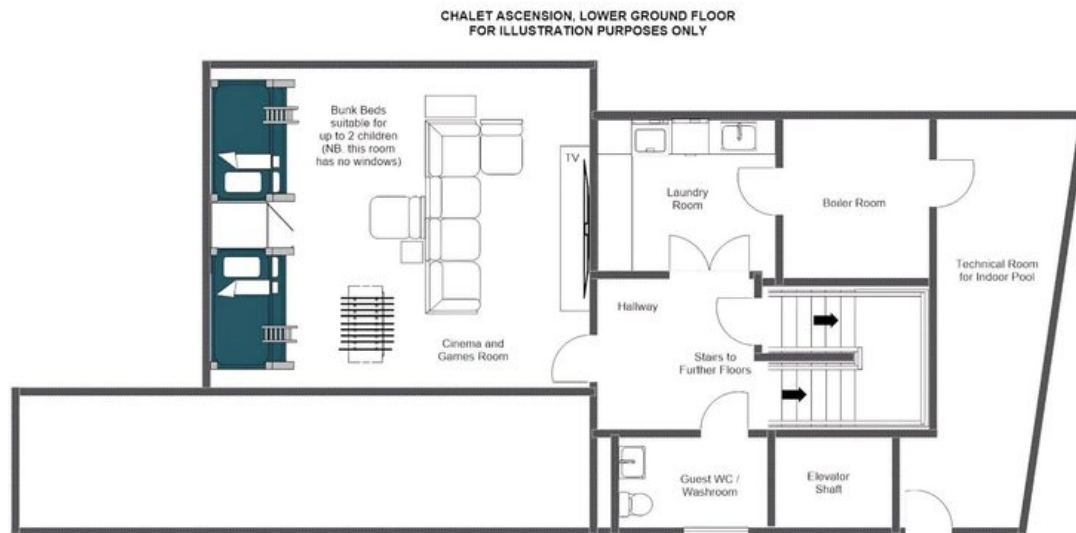 CHALET ASCENSION, LOWER GROUND FLOOR
FOR ILLUSTRATION PURPOSES ONLY
Bunk Beds
suitable for
up to 2 children
(NB. this room
has no windows)
TV
Laundry
Room
Boiler Room
Technical Room
for Indoor Pool
Hallway
Cinema and
Games Room
Stairs to
Further Floors
Guest WC /
Washroom
Elevator
Shaft